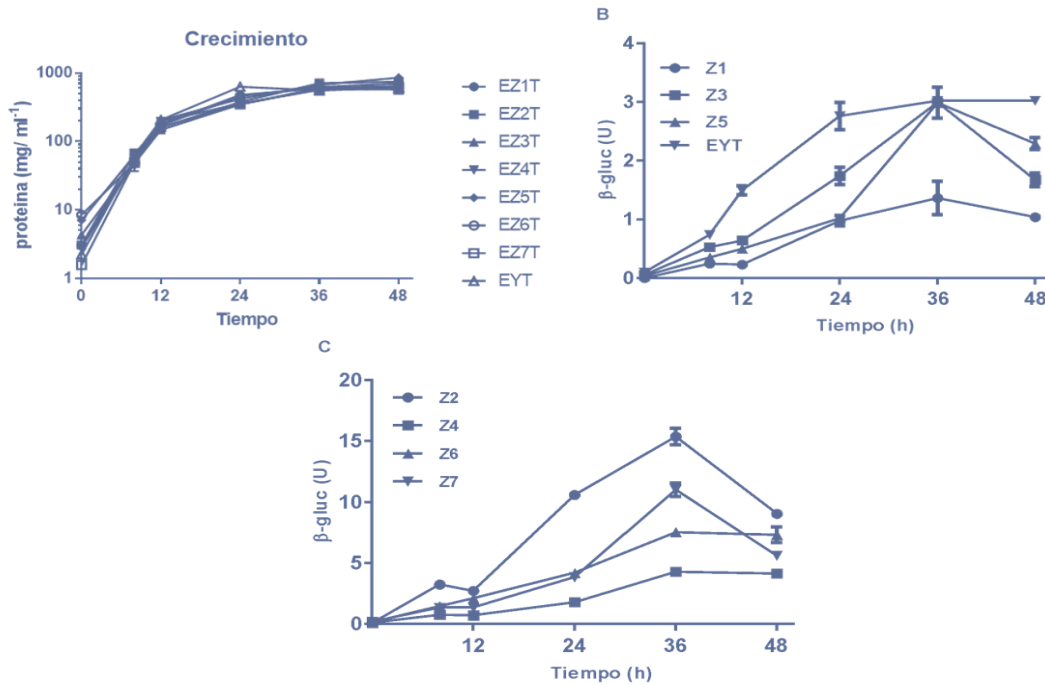 Crecimiento
proteina (mg/ ml⁻¹)
1000
100
10
1
0
12
24
36
48
Tiempo
EZ1T
EZ2T
EZ3T
EZ4T
EZ5T
EZ6T
EZ7T
EYT
B
β-gluc (U)
4
3
2
1
0
Z1
Z3
Z5
EYT
12
24
36
48
Tiempo (h)
C
β-gluc (U)
20
15
10
5
0
Z2
Z4
Z6
Z7
12
24
36
48
Tiempo (h)